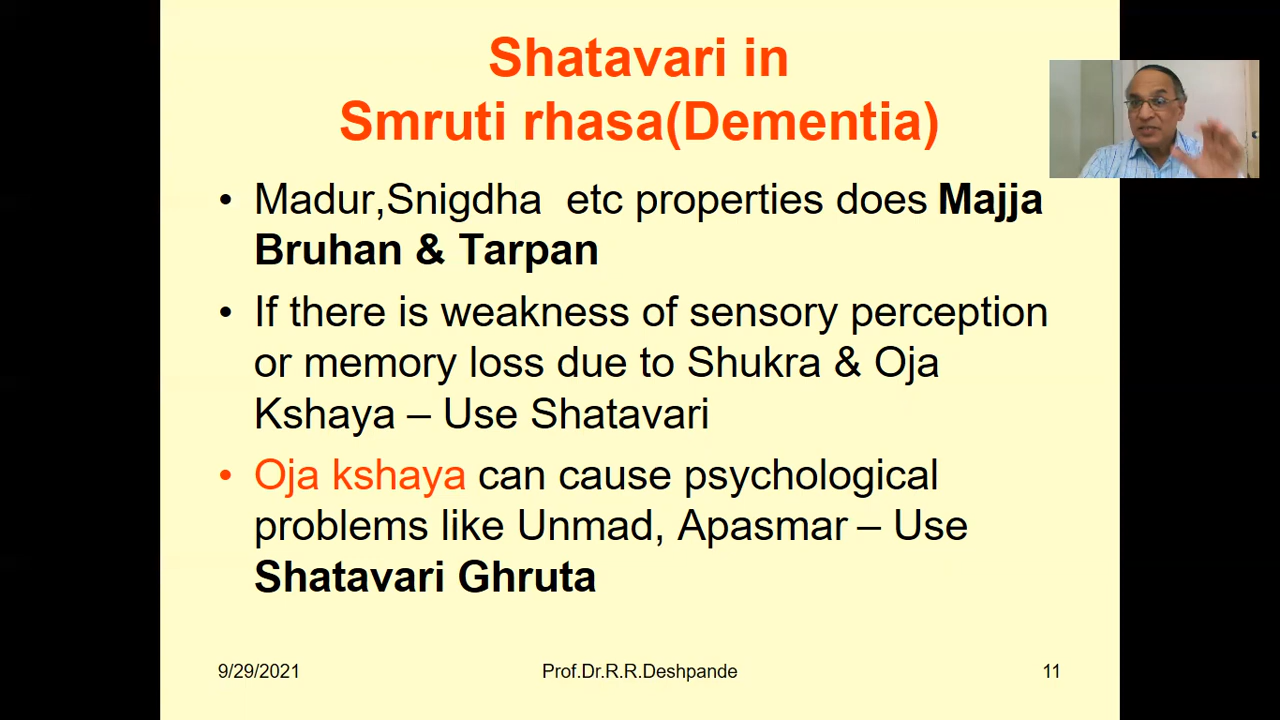 Shatavari in
Smruti rhasa(Dementia)
• Madur,Snigdha etc properties does Majja
Bruhan & Tarpan
• If there is weakness of sensory perception
or memory loss due to Shukra & Oja
Kshaya – Use Shatavari
• Oja kshaya can cause psychological
problems like Unmad, Apasmar – Use
Shatavari Ghruta
9/29/2021 Prof.Dr.R.R.Deshpande 11